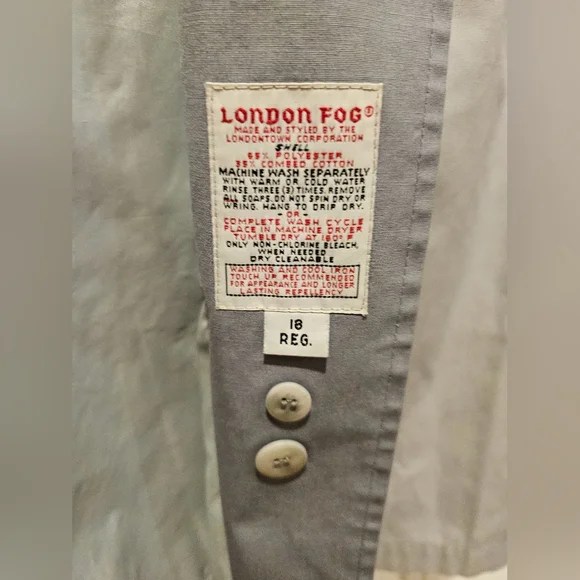 LONDON FOG®
MADE AND STYLED BY THE
LONDONTOWN CORPORATION
SHELL
65% POLYESTER
35% COMBED COTTON
MACHINE WASH SEPARATELY
WITH WARM OR COLD WATER
RINSE THREE (3) TIMES. REMOVE
ALL SOAPS. DO NOT SPIN DRY OR
WRING. HANG TO DRIP DRY.
-OR-
COMPLETE WASH CYCLE
PLACE IN MACHINE DRYER
TUMBLE DRY AT 160° F
ONLY NON-CHLORINE BLEACH,
WHEN NEEDED
DRY CLEANABLE
WASHING AND COOL IRON
TOUCH UP RECOMMENDED
FOR APPEARANCE AND LONGER
LASTING REPELLENCY
18
REG.